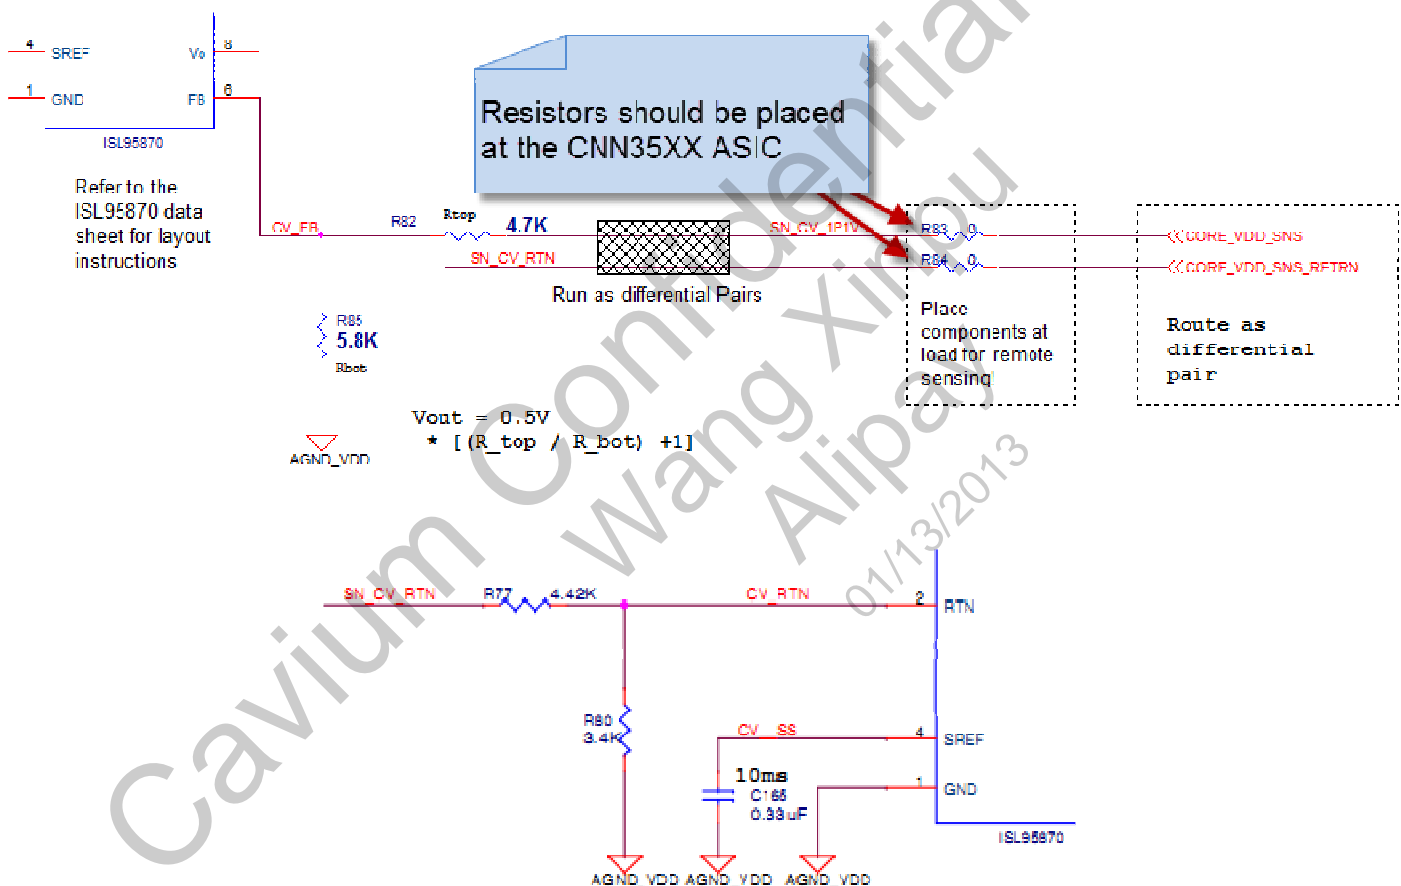 4
SREF
Vo
8
1
GND
FB
6
ISL95870
Refer to the
ISL95870 data
sheet for layout
instructions
Resistors should be placed
at the CNN35XX ASIC
CV_FB
R82
Rtop
4.7K
SN_CV_1P1V
R83
0
CORE_VDD_SNS
SN_CV_RTN
R84
0
CORE_VDD_SNS_RETRN
Run as differential Pairs
R85
5.8K
Rbot
Place
components at
load for remote
sensing!
Route as
differential
pair
Vout = 0.5V
* [(R_top / R_bot) +1]
AGND_VDD
SN_CV_RTN
R77
4.42K
CV_RTN
2
RTN
R80
3.4K
CV_SS
4
SREF
10ms
C165
0.33uF
1
GND
ISL95870
AGND_VDD
AGND_VDD
AGND_VDD
Cavium Confidential
Wang Xinpu
Alipay
01/13/2013